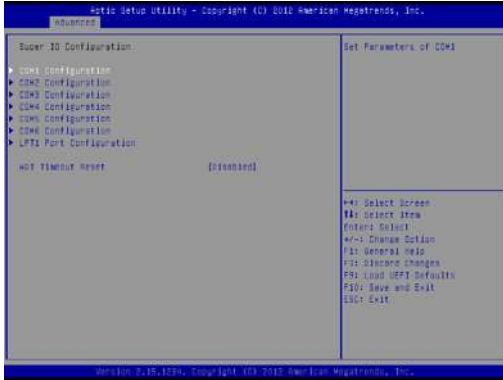 Aptio Setup Utility - Copyright (C) 2012 American Megatrends, Inc.
Advanced
Super IO Configuration
COM1 Configuration
COM2 Configuration
COM3 Configuration
COM4 Configuration
COM5 Configuration
COM6 Configuration
LPT1 Port Configuration
WDT Timeout Reset [Disabled]
Set Parameters of COM1
→←: Select Screen
↑↓: Select Item
Enter: Select
+/-: Change Option
F1: General Help
F7: Discard Changes
F9: Load UEFI Defaults
F10: Save and Exit
ESC: Exit
Version 2.15.1234. Copyright (C) 2012 American Megatrends, Inc.